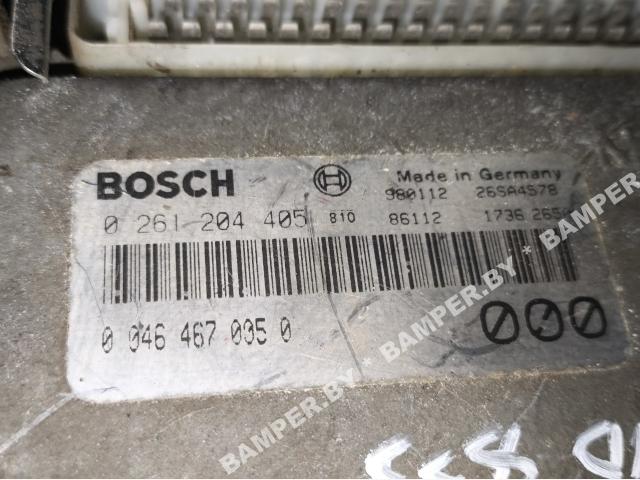 BOSCH Made in Germany
980112 26SA4578
0 261 204 405 810 86112 1736 265
0 046 467 035 0 000
* BAMPER.BY * BAMPER.BY * BAMPER.BY